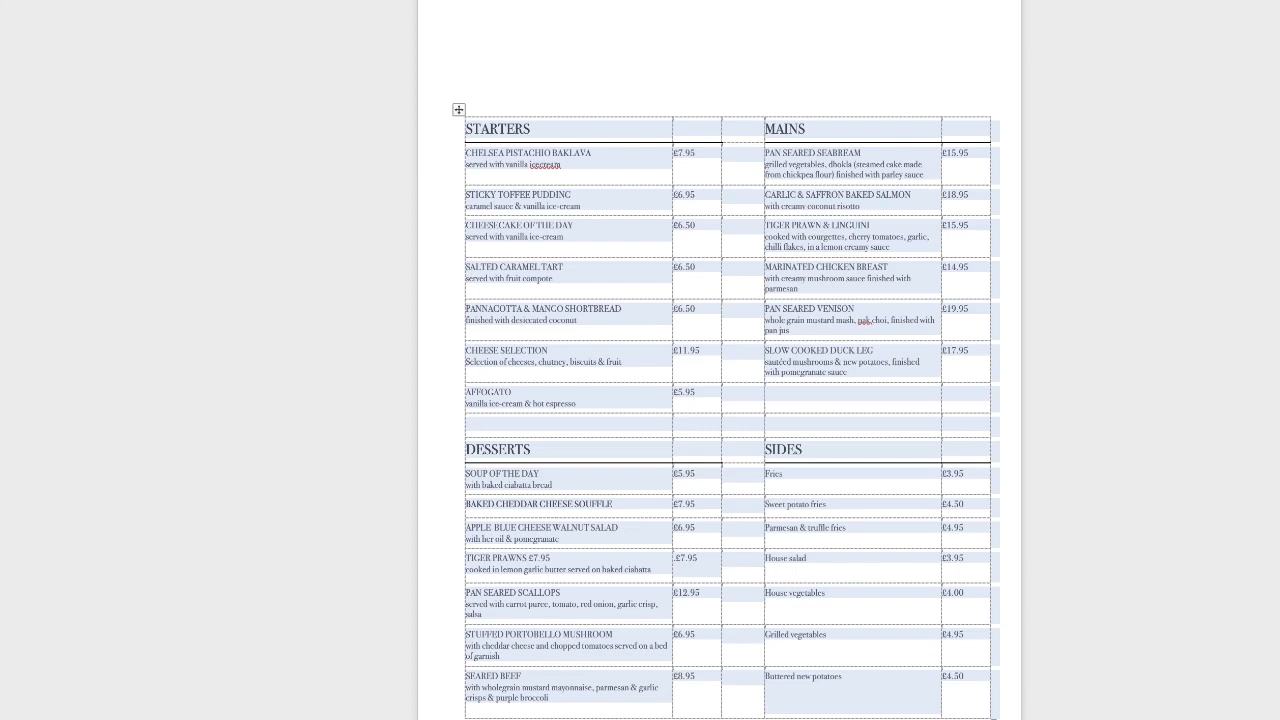 STARTERS
CHELSEA PISTACHIO BAKLAVA £7.95
served with vanilla icecream
STICKY TOFFEE PUDDING £6.95
caramel sauce & vanilla ice-cream
CHEESECAKE OF THE DAY £6.50
served with vanilla ice-cream
SALTED CARAMEL TART £6.50
served with fruit compote
PANNACOTTA & MANGO SHORTBREAD £6.50
finished with desiccated coconut
CHEESE SELECTION £11.95
Selection of cheeses, chutney, biscuits & fruit
AFFOGATO £5.95
vanilla ice-cream & hot espresso
MAINS
PAN SEARED SEABREAM £15.95
grilled vegetables, dhokla (steamed cake made
from chickpea flour) finished with parley sauce
GARLIC & SAFFRON BAKED SALMON £18.95
with creamy coconut risotto
TIGER PRAWN & LINGUINI £15.95
cooked with courgettes, cherry tomatoes, garlic,
chilli flakes, in a lemon creamy sauce
MARINATED CHICKEN BREAST £14.95
with creamy mushroom sauce finished with
parmesan
PAN SEARED VENISON £19.95
whole grain mustard mash, pak choi, finished with
pan jus
SLOW COOKED DUCK LEG £17.95
sautéed mushrooms & new potatoes, finished
with pomegranate sauce
DESSERTS
SOUP OF THE DAY £5.95
with baked ciabatta bread
BAKED CHEDDAR CHEESE SOUFFLE £7.95
APPLE BLUE CHEESE WALNUT SALAD £6.95
with her oil & pomegranate
TIGER PRAWNS £7.95 .£7.95
cooked in lemon garlic butter served on baked ciabatta
PAN SEARED SCALLOPS £12.95
served with carrot puree, tomato, red onion, garlic crisp,
salsa
STUFFED PORTOBELLO MUSHROOM £6.95
with cheddar cheese and chopped tomatoes served on a bed
of garnish
SEARED BEEF £8.95
with wholegrain mustard mayonnaise, parmesan & garlic
crisps & purple broccoli
SIDES
Fries £3.95
Sweet potato fries £4.50
Parmesan & truffle fries £4.95
House salad £3.95
House vegetables £4.00
Grilled vegetables £4.95
Buttered new potatoes £4.50